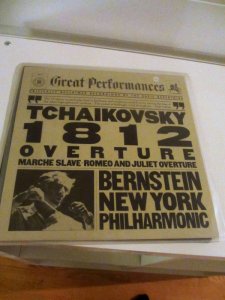 Great Performances
TCHAIKOVSKY
1812
OVERTURE
MARCHE SLAVE ROMEO AND JULIET OVERTURE
BERNSTEIN
NEW YORK
PHILHARMONIC